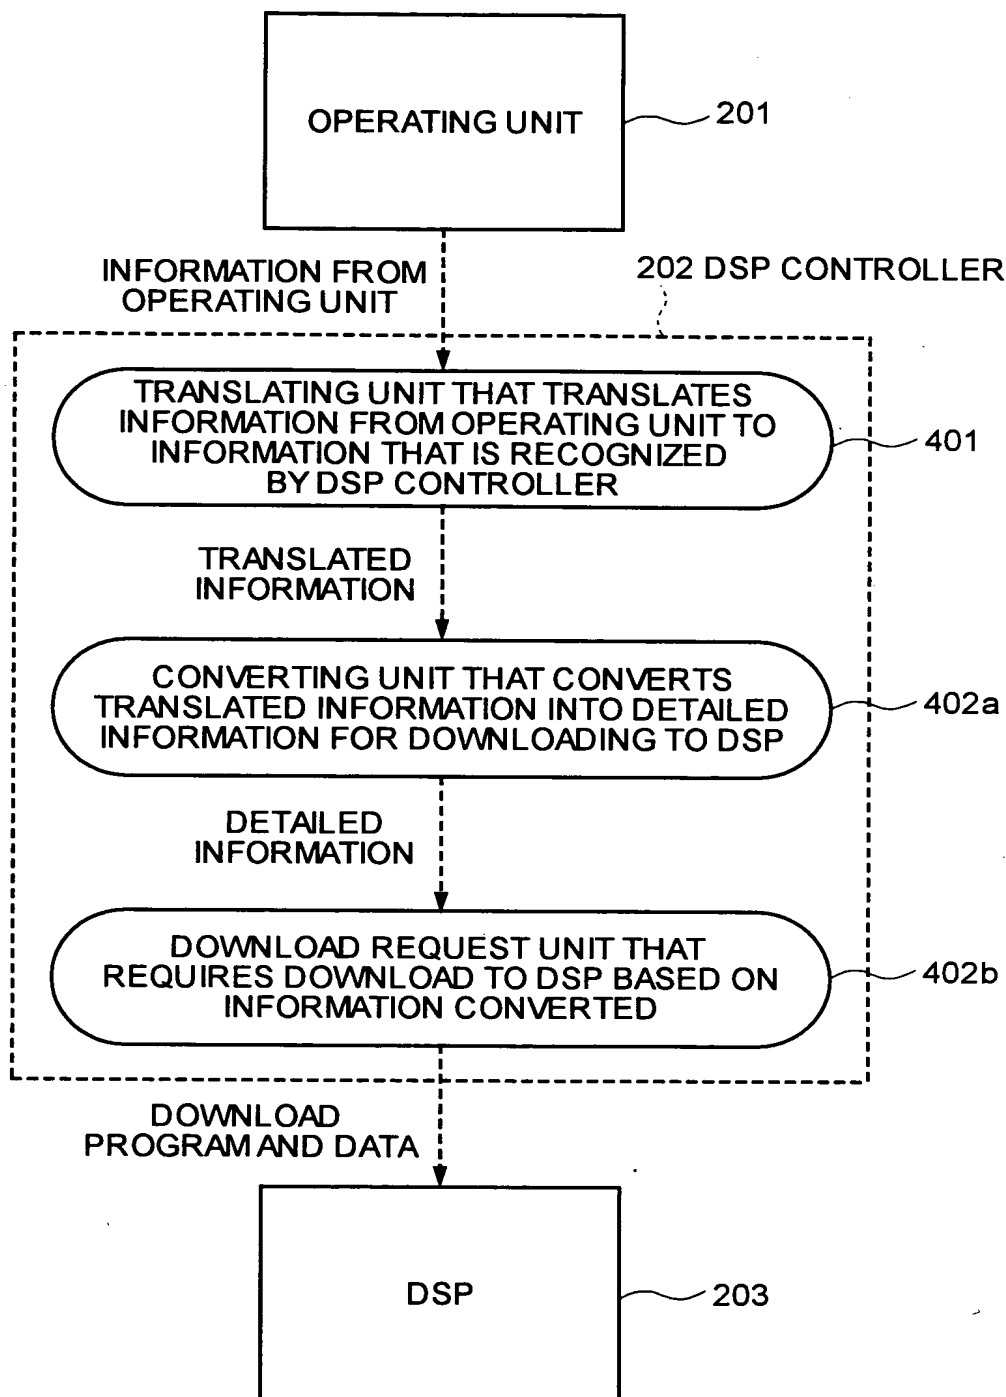 OPERATING UNIT
201
INFORMATION FROM
OPERATING UNIT
202 DSP CONTROLLER
TRANSLATING UNIT THAT TRANSLATES
INFORMATION FROM OPERATING UNIT TO
INFORMATION THAT IS RECOGNIZED
BY DSP CONTROLLER
401
TRANSLATED
INFORMATION
CONVERTING UNIT THAT CONVERTS
TRANSLATED INFORMATION INTO DETAILED
INFORMATION FOR DOWNLOADING TO DSP
402a
DETAILED
INFORMATION
DOWNLOAD REQUEST UNIT THAT
REQUIRES DOWNLOAD TO DSP BASED ON
INFORMATION CONVERTED
402b
DOWNLOAD
PROGRAM AND DATA
DSP
203